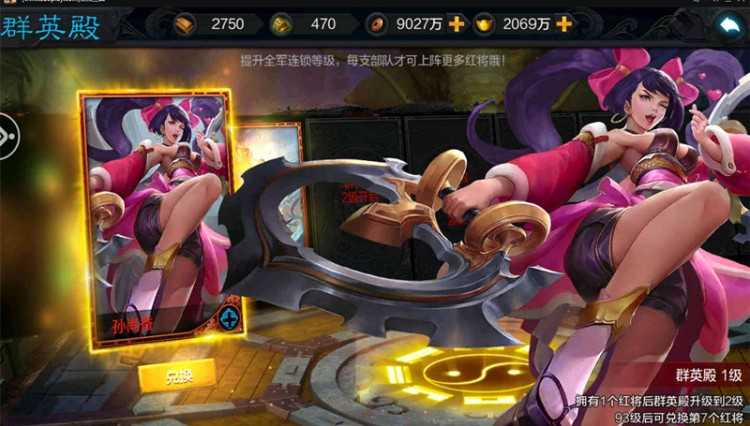 群英殿
2750
470
9027万
2069万
提升全军连锁等级，每支部队才可上阵更多红将哦！
孙尚香
兑换
群英殿 1级
拥有1个红将后群英殿升级到2级
93级后可兑换第7个红将